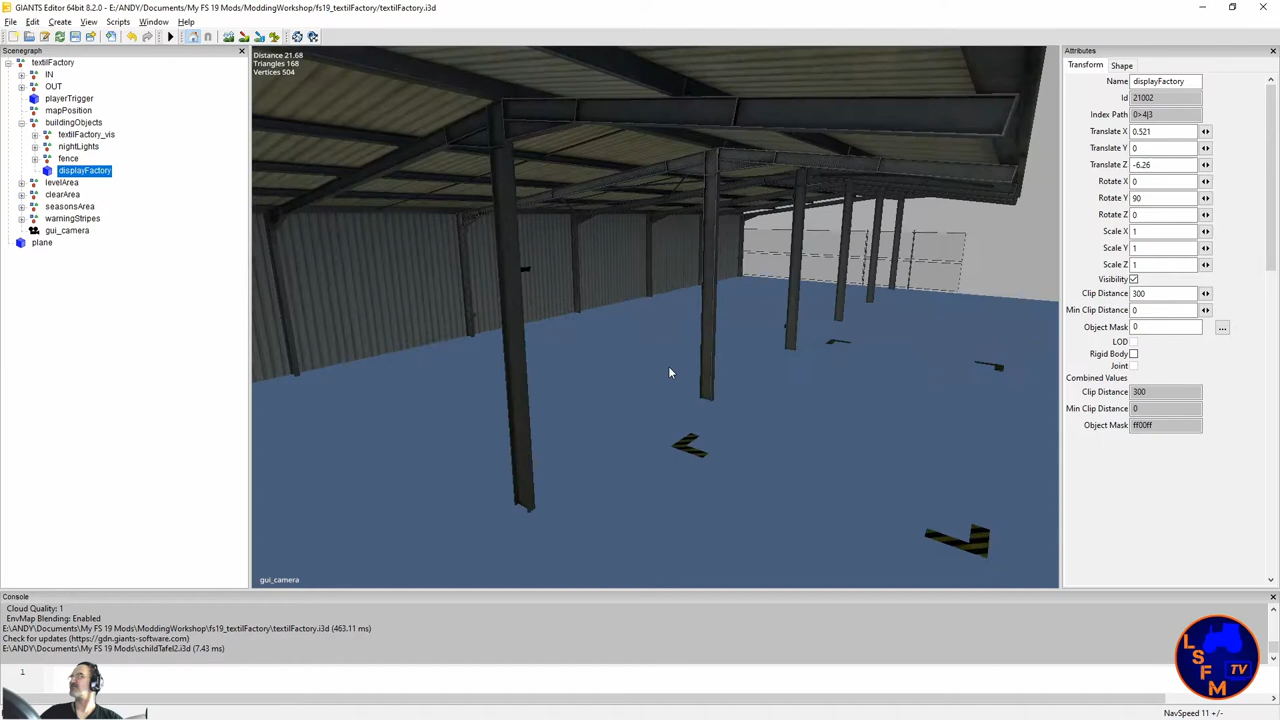 GIANTS Editor 64bit 8.2.0 - E:/ANDY/Documents/My FS 19 Mods/ModdingWorkshop/fs19_textilFactory/textilFactory.i3d
File Edit Create View Scripts Window Help
Scenegraph
textilFactory
IN
OUT
playerTrigger
mapPosition
buildingObjects
textilFactory_vis
nightLights
fence
displayFactory
levelArea
clearArea
seasonsArea
warningStripes
gui_camera
plane
Distance 21.68
Triangles 168
Vertices 504
gui_camera
Attributes
Transform Shape
Name displayFactory
Id 21002
Index Path 0>4|3
Translate X 0.521
Translate Y 0
Translate Z -6.26
Rotate X 0
Rotate Y 90
Rotate Z 0
Scale X 1
Scale Y 1
Scale Z 1
Visibility
Clip Distance 300
Min Clip Distance 0
Object Mask 0 ...
LOD
Rigid Body
Joint
Combined Values
Clip Distance 300
Min Clip Distance 0
Object Mask ff00ff
Console
Cloud Quality: 1
EnvMap Blending: Enabled
E:/ANDY/Documents/My FS 19 Mods/ModdingWorkshop/fs19_textilFactory/textilFactory.i3d (463.11 ms)
Check for updates (https://gdn.giants-software.com)
E:/ANDY/Documents/My FS 19 Mods/schildTafel2.i3d (7.43 ms)
1
LSFM TV
NavSpeed 11 +/-